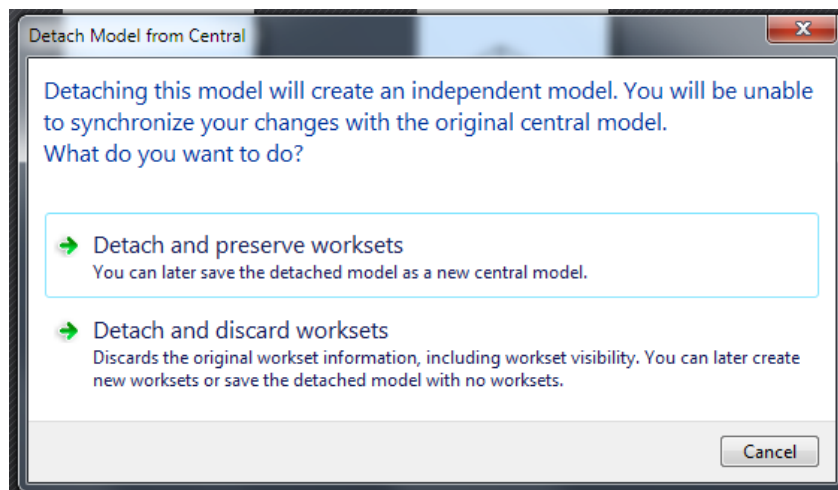 Detach Model from Central
Detaching this model will create an independent model. You will be unable
to synchronize your changes with the original central model.
What do you want to do?
Detach and preserve worksets
You can later save the detached model as a new central model.
Detach and discard worksets
Discards the original workset information, including workset visibility. You can later create
new worksets or save the detached model with no worksets.
Cancel